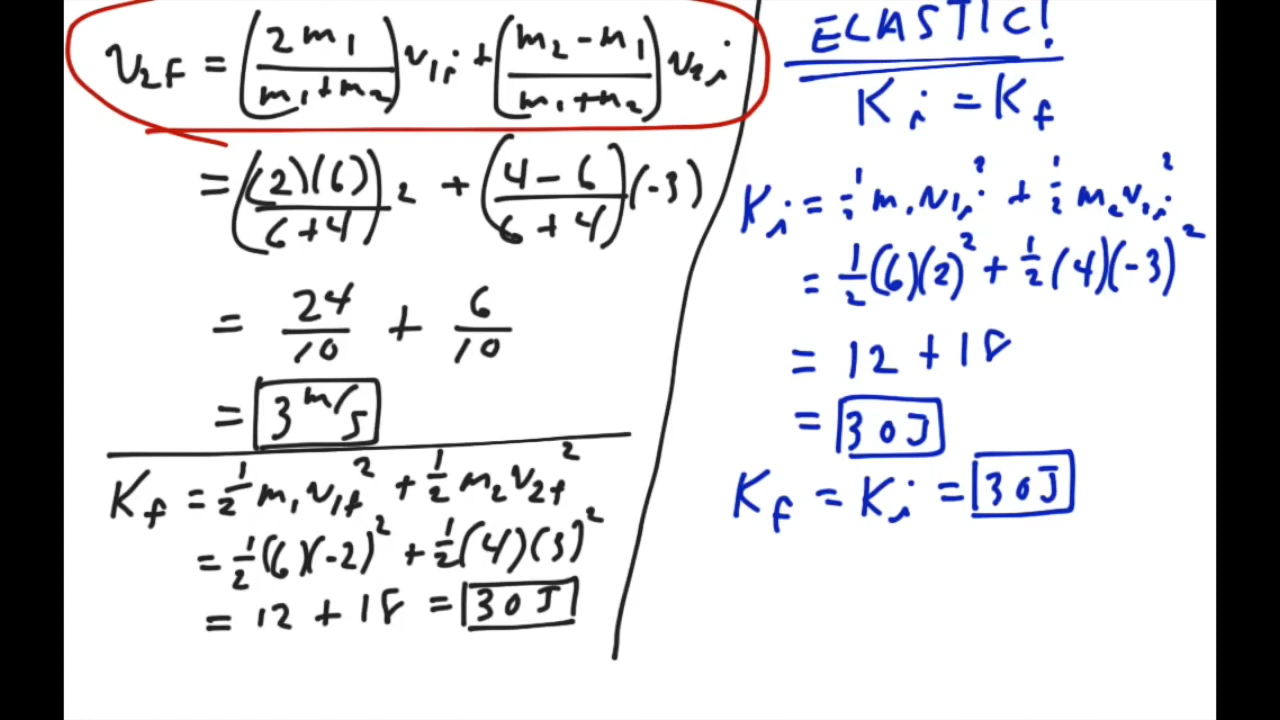 v₂f = (2m₁ / (m₁+m₂)) v₁i + ((m₂-m₁) / (m₁+m₂)) v₂i
= ((2)(6) / (6+4)) 2 + ((4-6) / (6+4)) (-3)
= 24/10 + 6/10
= 3 m/s
Kf = ½ m₁ v₁f² + ½ m₂ v₂f²
= ½ (6)(-2)² + ½ (4)(3)²
= 12 + 18 = 30J
ELASTIC!
Ki = Kf
Ki = ½ m₁ v₁i² + ½ m₂ v₂i²
= ½ (6)(2)² + ½ (4)(-3)²
= 12 + 18
= 30J
Kf = Ki = 30J